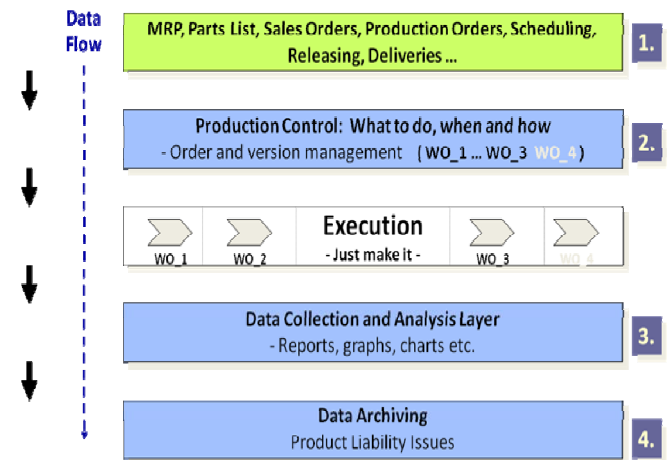 Data
Flow
MRP, Parts List, Sales Orders, Production Orders, Scheduling,
Releasing, Deliveries ...
1.
Production Control: What to do, when and how
- Order and version management ( WO_1 ... WO_3 WO_4 )
2.
Execution
- Just make it -
WO_1 WO_2 WO_3 WO_4
Data Collection and Analysis Layer
- Reports, graphs, charts etc.
3.
Data Archiving
Product Liability Issues
4.